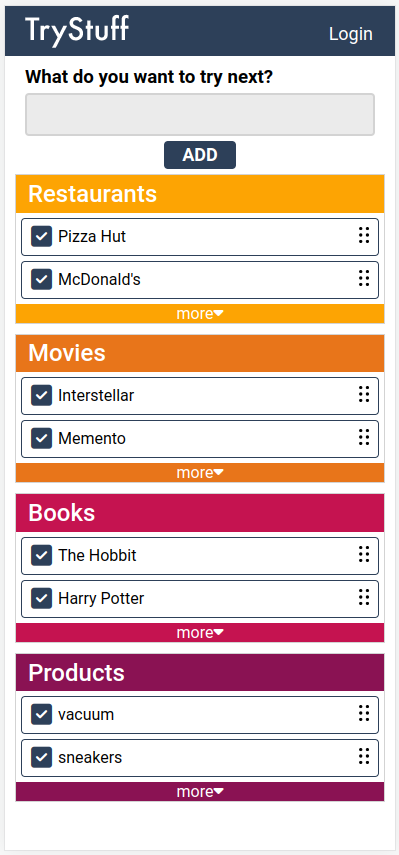 TryStuff
Login
What do you want to try next?
ADD
Restaurants
Pizza Hut
McDonald's
more
Movies
Interstellar
Memento
more
Books
The Hobbit
Harry Potter
more
Products
vacuum
sneakers
more